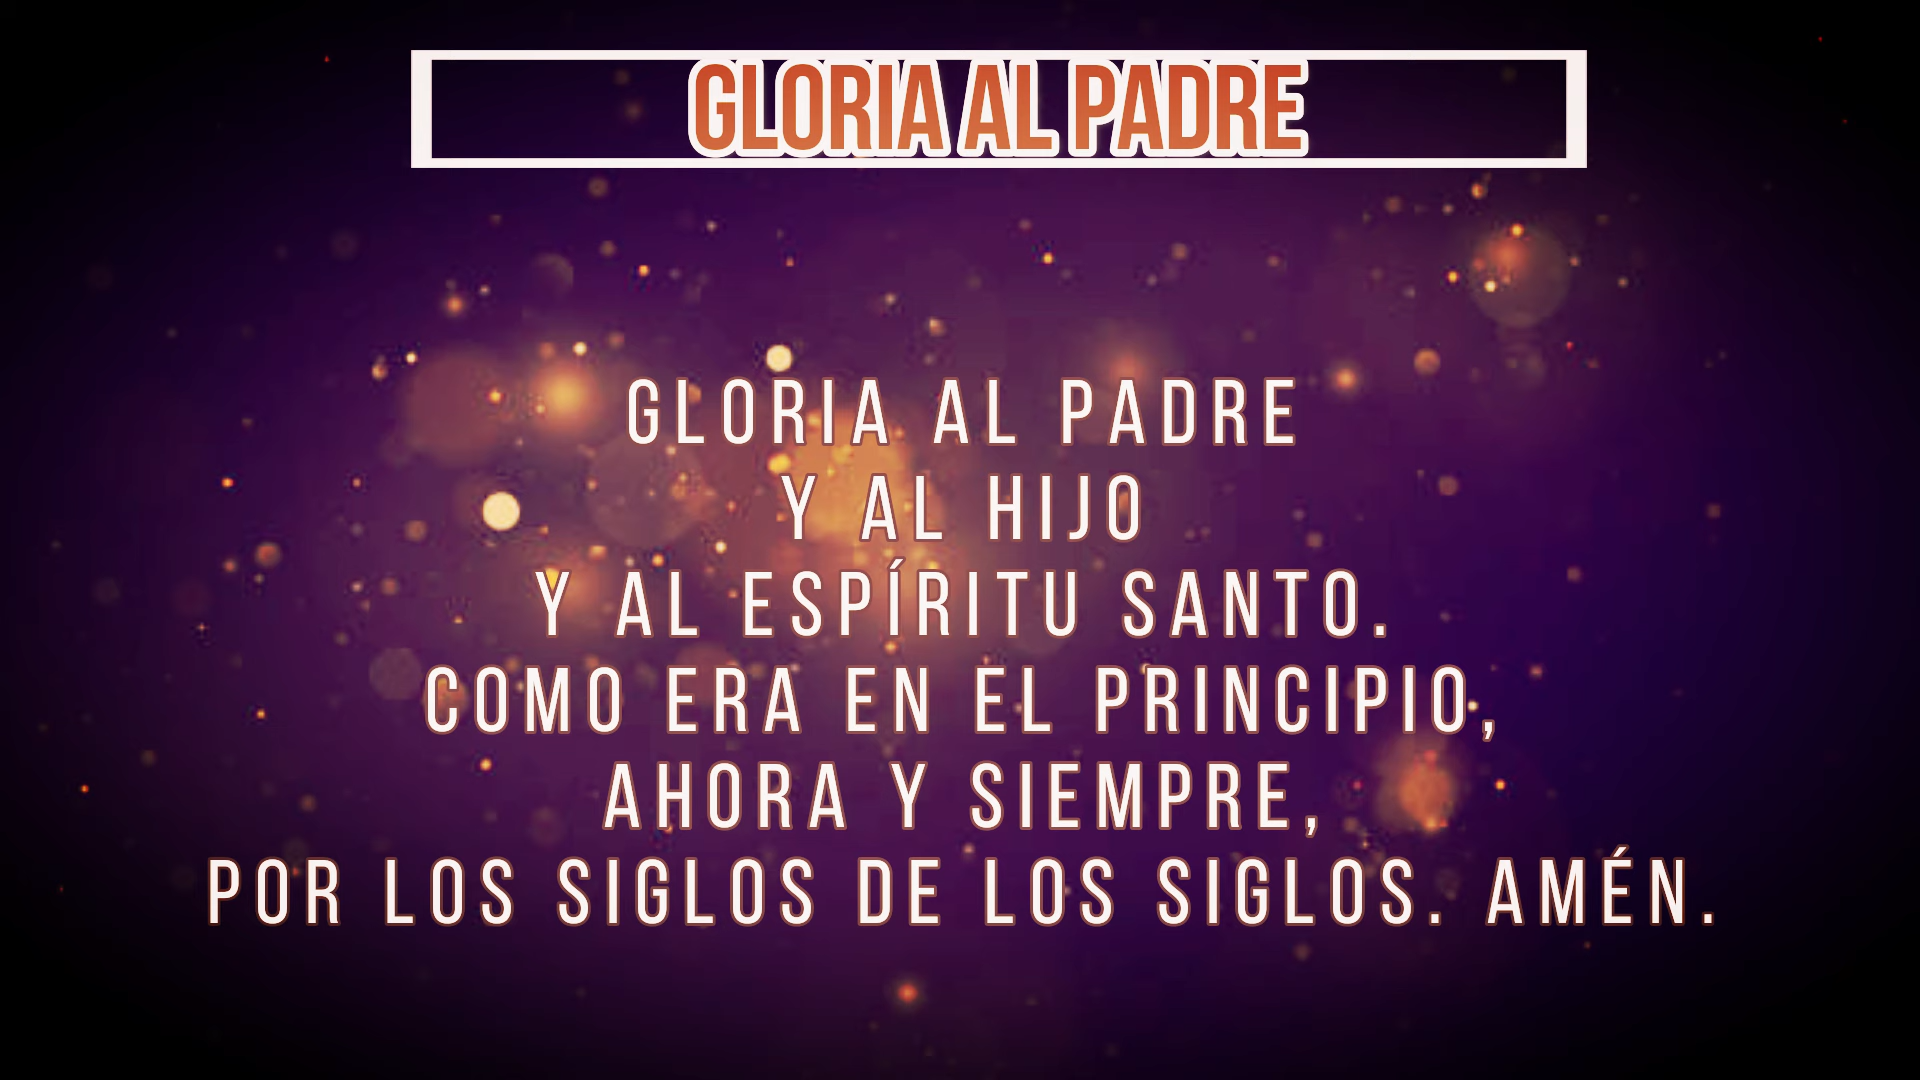 GLORIA AL PADRE
GLORIA AL PADRE
Y AL HIJO
Y AL ESPÍRITU SANTO.
COMO ERA EN EL PRINCIPIO,
AHORA Y SIEMPRE,
POR LOS SIGLOS DE LOS SIGLOS. AMÉN.